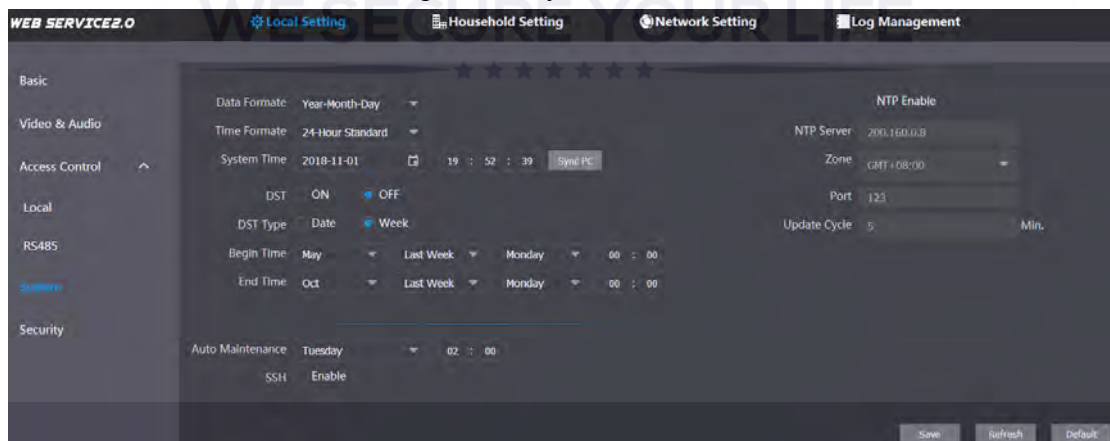 WE SECURE YOUR LIFE
WEB SERVICE2.0 Local Setting Household Setting Network Setting Log Management
Basic
Video & Audio
Access Control
Local
RS485
System
Security
Data Formate Year-Month-Day
Time Formate 24-Hour Standard
System Time 2018-11-01 19 : 52 : 39 Sync PC
DST ON OFF
DST Type Date Week
Begin Time May Last Week Monday 00 : 00
End Time Oct Last Week Monday 00 : 00
Auto Maintenance Tuesday 02 : 00
SSH Enable
NTP Enable
NTP Server 200.160.0.8
Zone GMT+08:00
Port 123
Update Cycle 5 Min.
Save Refresh Default